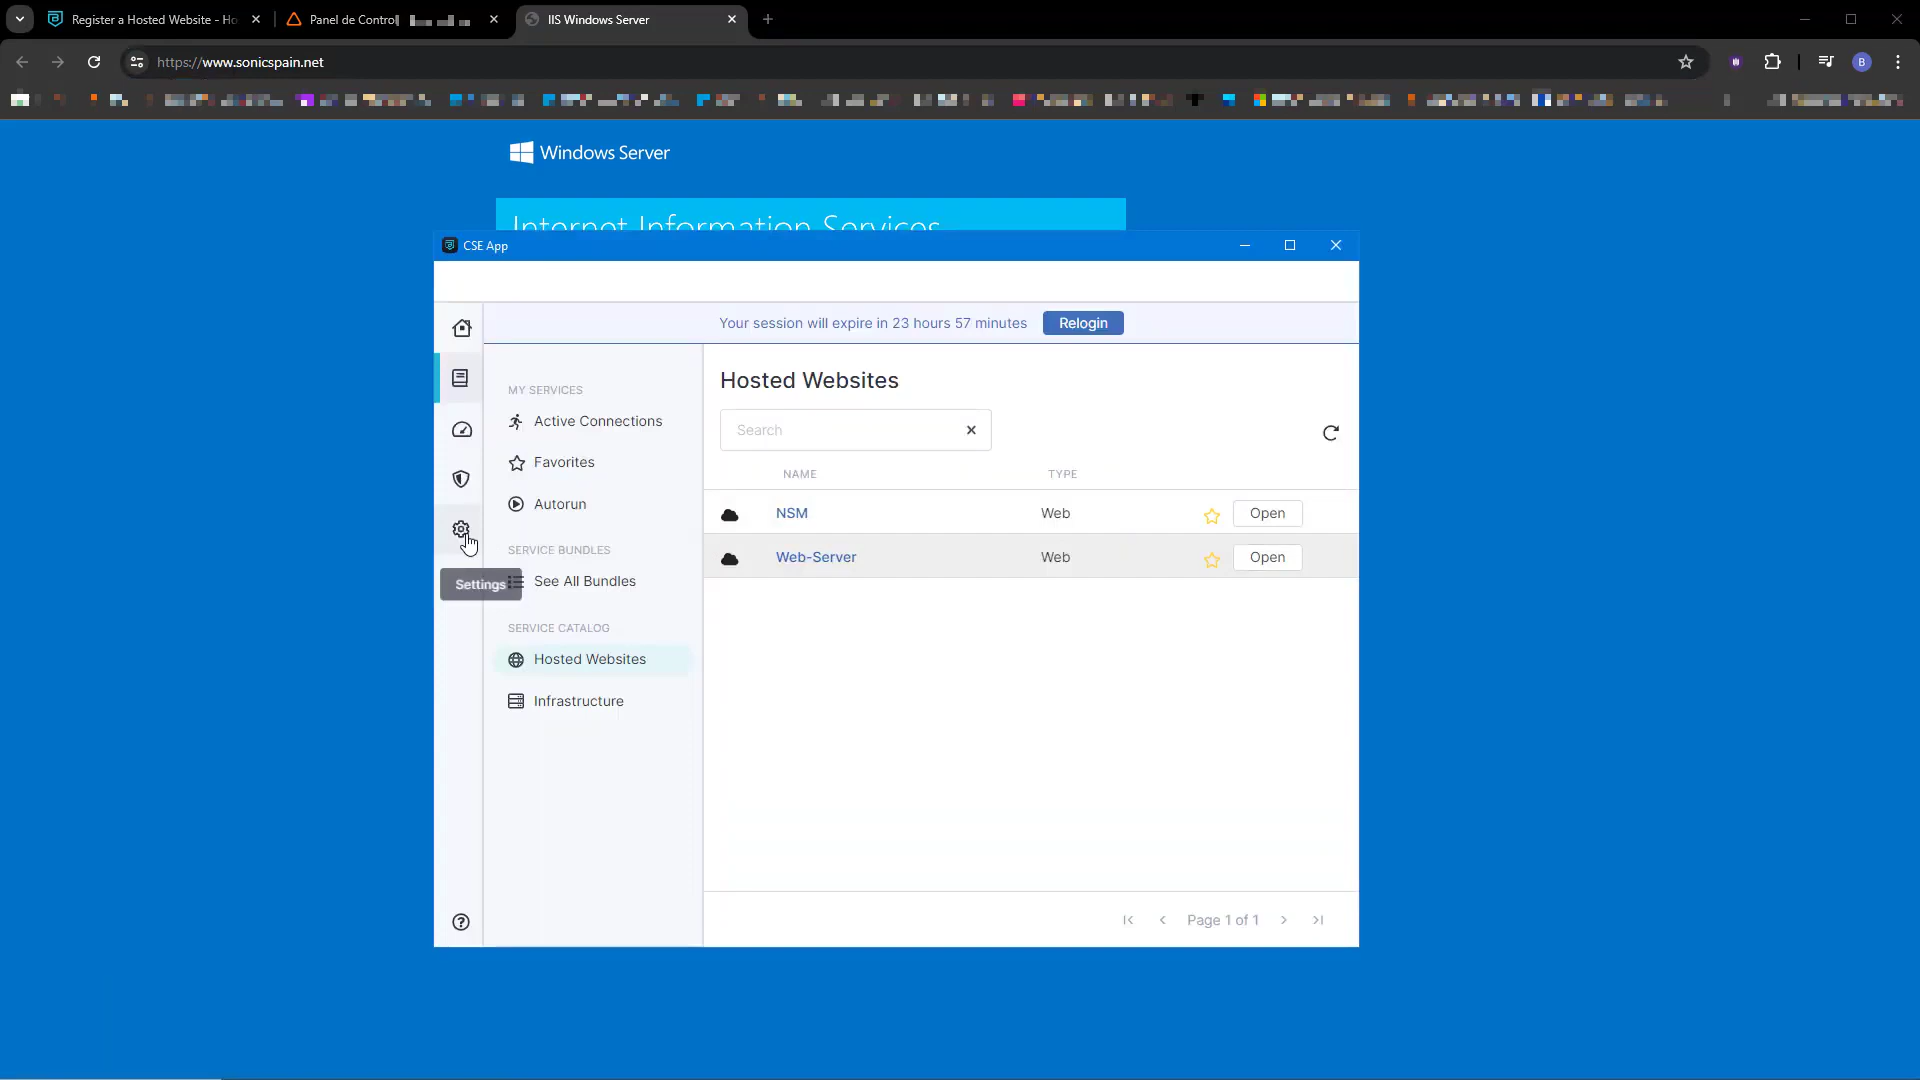 Register a Hosted Website - Ho
Panel de Control
IIS Windows Server
https://www.sonicspain.net
B
Windows Server
Internet Information Services
CSE App
Your session will expire in 23 hours 57 minutes
Relogin
MY SERVICES
Active Connections
Favorites
Autorun
SERVICE BUNDLES
See All Bundles
SERVICE CATALOG
Hosted Websites
Infrastructure
Settings
Hosted Websites
Search
NAME TYPE
NSM Web Open
Web-Server Web Open
Page 1 of 1